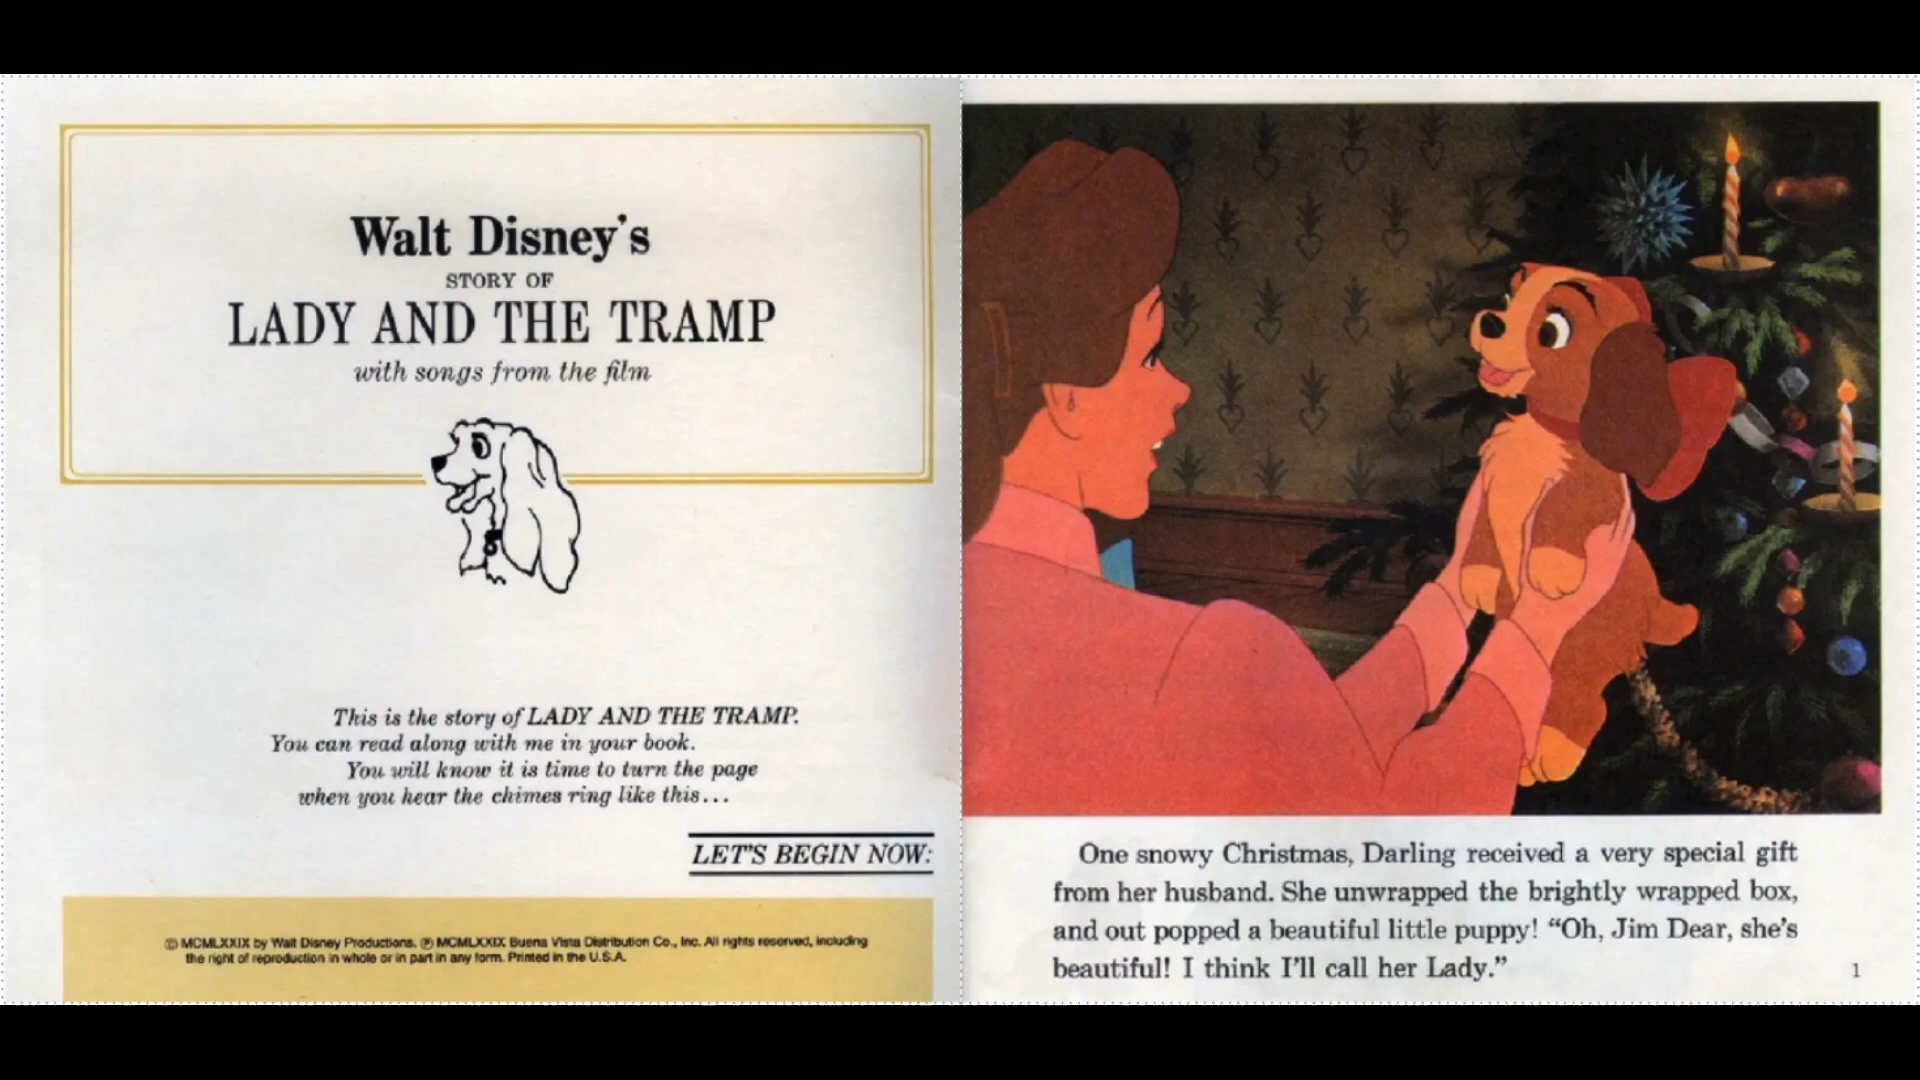 Walt Disney's
STORY OF
LADY AND THE TRAMP
with songs from the film
This is the story of LADY AND THE TRAMP.
You can read along with me in your book.
You will know it is time to turn the page
when you hear the chimes ring like this...
LET'S BEGIN NOW:
© MCMLXXIX by Walt Disney Productions. ℗ MCMLXXIX Buena Vista Distribution Co., Inc. All rights reserved, including
the right of reproduction in whole or in part in any form. Printed in the U.S.A.
One snowy Christmas, Darling received a very special gift
from her husband. She unwrapped the brightly wrapped box,
and out popped a beautiful little puppy! “Oh, Jim Dear, she's
beautiful! I think I'll call her Lady.”
1